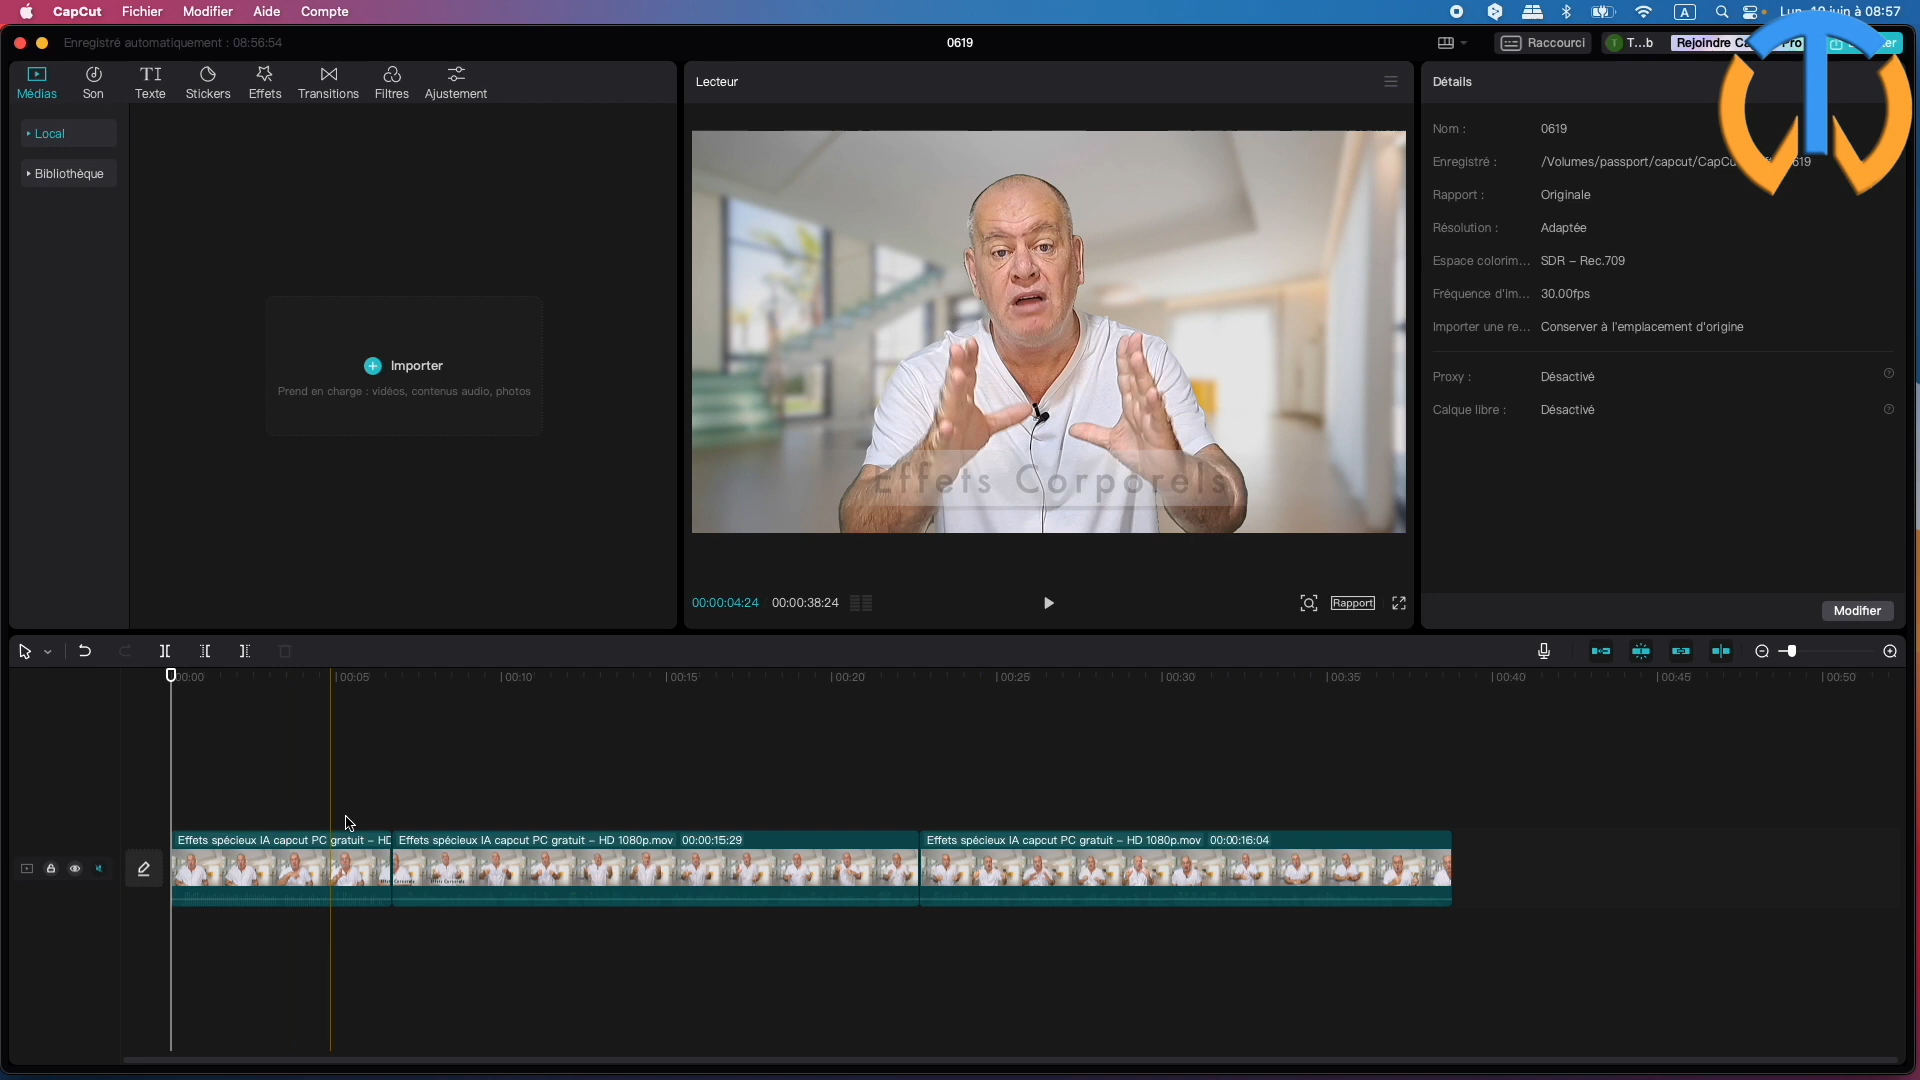 CapCut Fichier Modifier Aide Compte
A
juin à 08:57
Enregistré automatiquement : 08:56:54
0619
Raccourci
T...b
Médias Son Texte Stickers Effets Transitions Filtres Ajustement
Local
Bibliothèque
Importer
Prend en charge : vidéos, contenus audio, photos
Lecteur
Effets Corporels
00:00:04:24 00:00:38:24
Rapport
Détails
Nom : 0619
Enregistré : /Volumes/passport/capcut/
Rapport : Originale
Résolution : Adaptée
Espace colorim... SDR – Rec.709
Fréquence d'im... 30.00fps
Importer une re... Conserver à l'emplacement d'origine
Proxy : Désactivé
Calque libre : Désactivé
Modifier
00:00 00:05 00:10 00:15 00:20 00:25 00:30 00:35 00:40 00:45 00:50
Effets spécieux IA capcut PC gratuit – HD
Effets spécieux IA capcut PC gratuit – HD 1080p.mov 00:00:15:29
Effets spécieux IA capcut PC gratuit – HD 1080p.mov 00:00:16:04